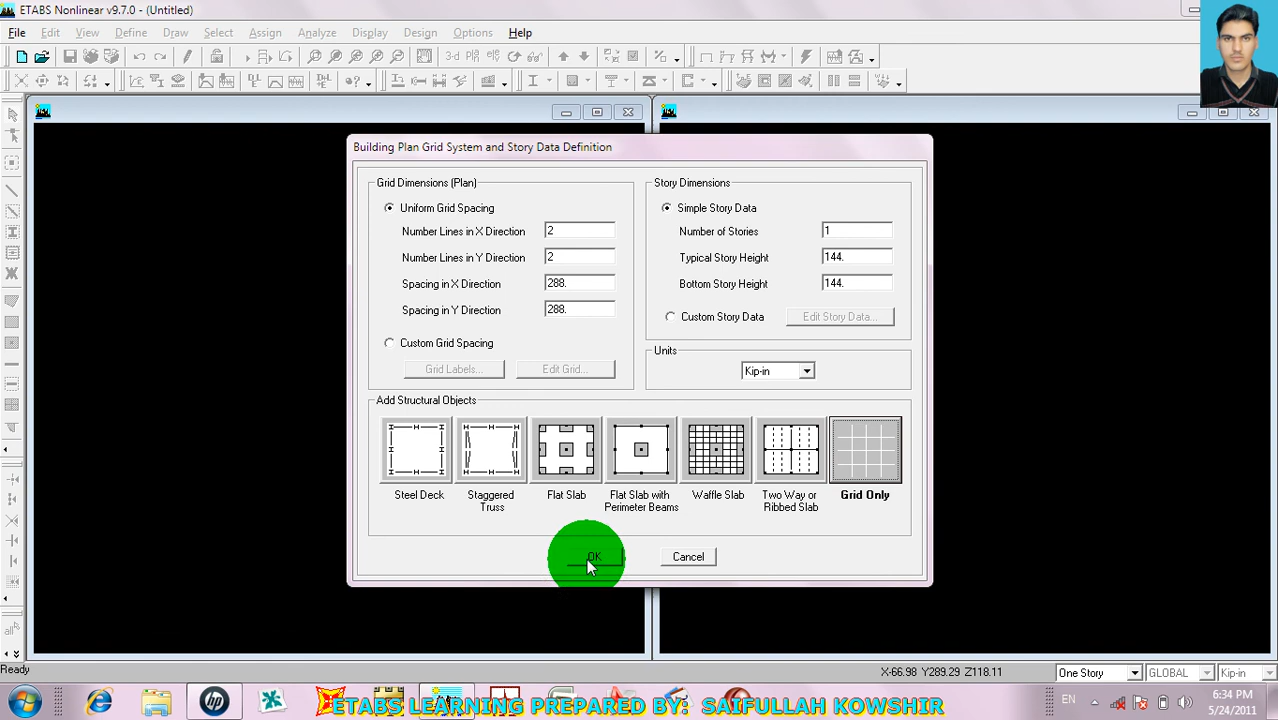 ETABS Nonlinear v9.7.0 - (Untitled)
File Edit View Define Draw Select Assign Analyze Display Design Options Help
3-d
Building Plan Grid System and Story Data Definition
Grid Dimensions (Plan)
Uniform Grid Spacing
Number Lines in X Direction 2
Number Lines in Y Direction 2
Spacing in X Direction 288.
Spacing in Y Direction 288.
Custom Grid Spacing
Grid Labels... Edit Grid...
Story Dimensions
Simple Story Data
Number of Stories 1
Typical Story Height 144.
Bottom Story Height 144.
Custom Story Data Edit Story Data...
Units
Kip-in
Add Structural Objects
Steel Deck
Staggered
Truss
Flat Slab
Flat Slab with
Perimeter Beams
Waffle Slab
Two Way or
Ribbed Slab
Grid Only
OK Cancel
all
Ready
X-66.98 Y289.29 Z118.11 One Story GLOBAL Kip-in
EN 6:34 PM
5/24/2011
ETABS LEARNING PREPARED BY: SAIFULLAH KOWSHIR